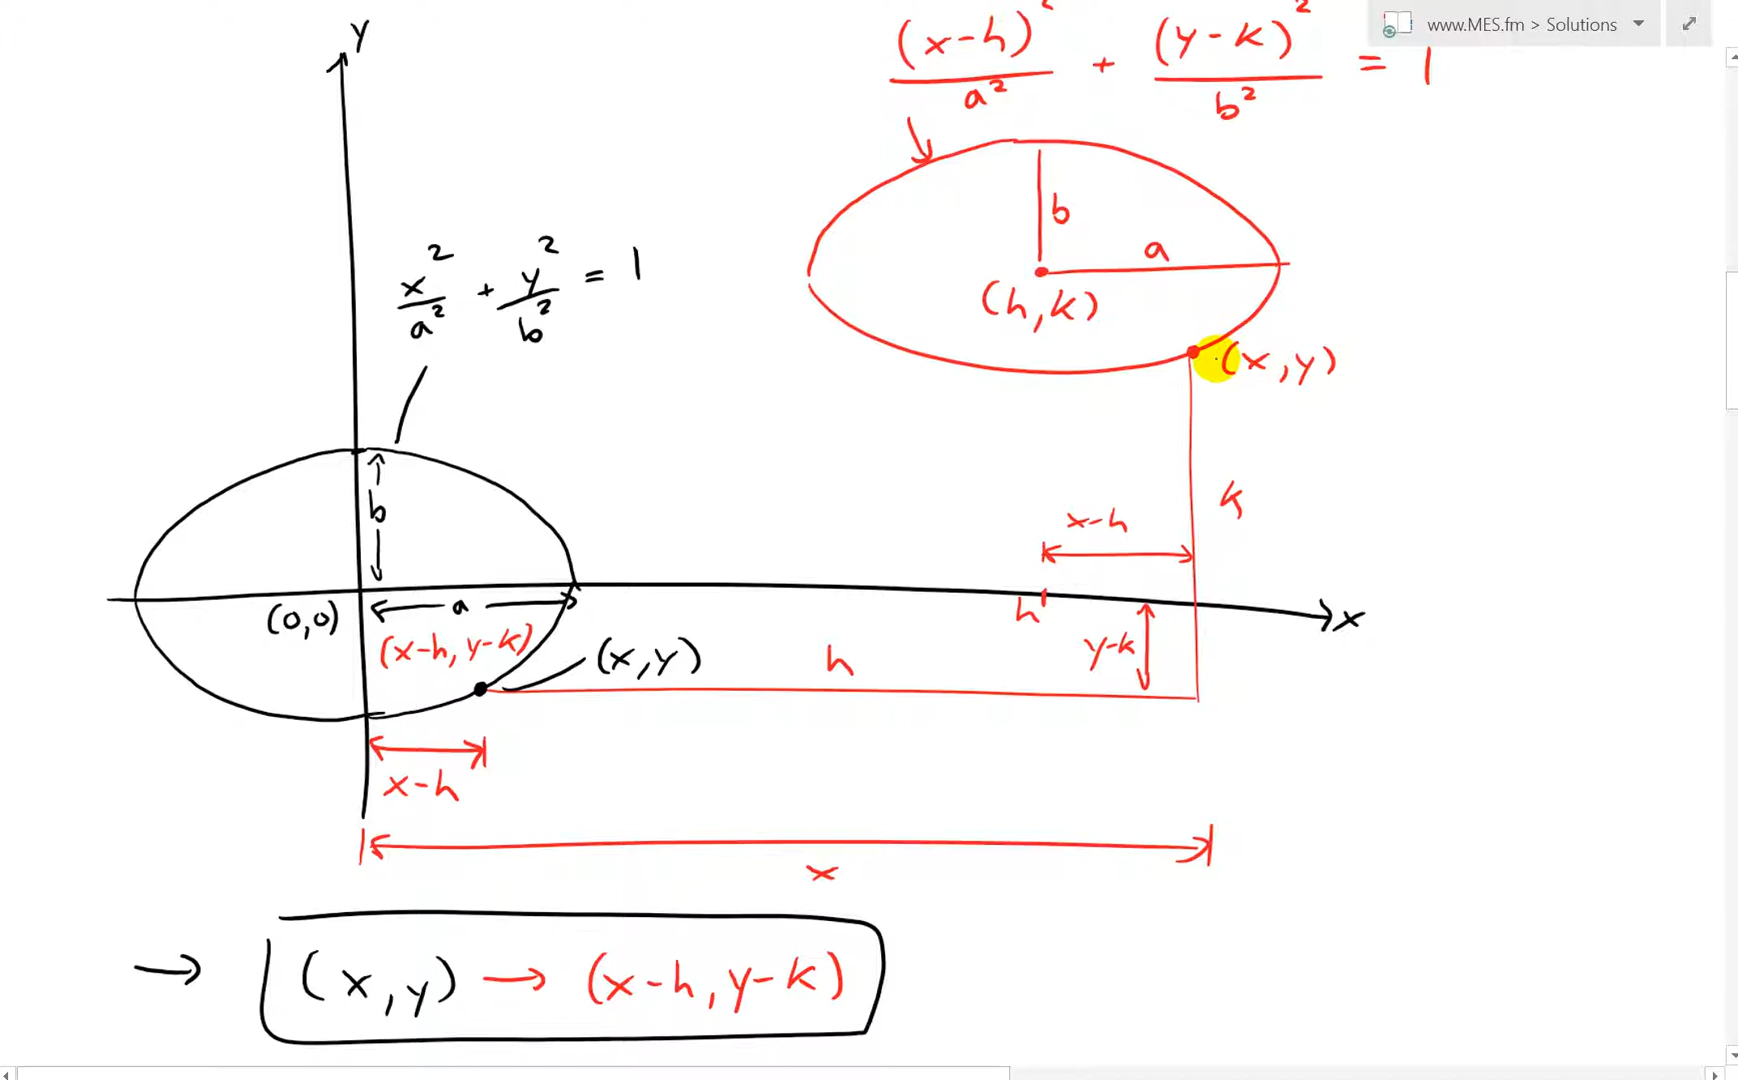 www.MES.fm > Solutions
y
(x-h)²/a² + (y-k)²/b² = 1
b
a
(h,k)
(x,y)
x²/a² + y²/b² = 1
k
x-h
b
(0,0)
a
x
h
(x-h, y-k)
(x,y)
h
y-k
x-h
x
→ (x,y) → (x-h, y-k)